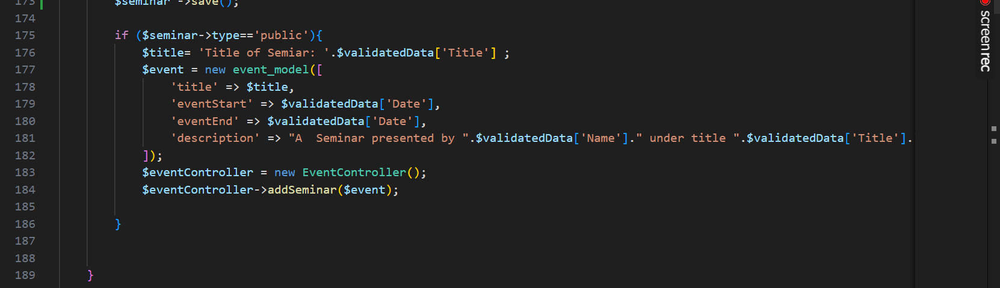 173 $seminar ->save();
174
175 if ($seminar->type=='public'){
176 $title= 'Title of Semiar: '.$validatedData['Title'] ;
177 $event = new event_model([
178 'title' => $title,
179 'eventStart' => $validatedData['Date'],
180 'eventEnd' => $validatedData['Date'],
181 'description' => "A  Seminar presented by ".$validatedData['Name']." under title ".$validatedData['Title'].
182 ]);
183 $eventController = new EventController();
184 $eventController->addSeminar($event);
185
186 }
187
188
189 }
screenrec